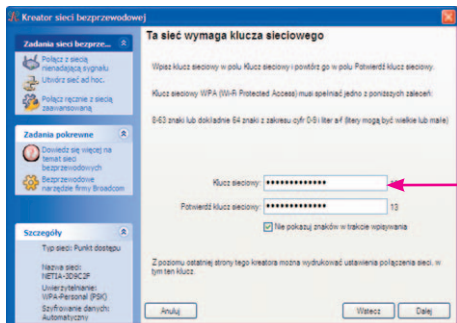 Kreator sieci bezprzewodowej
Zadania sieci bezprze...
Połącz z siecią
nienadającą sygnału
Utwórz sieć ad hoc.
Połącz ręcznie z siecią
zaawansowaną
Zadania pokrewne
Dowiedz się więcej na
temat sieci
bezprzewodowych
Bezprzewodowe
narzędzie firmy Broadcom
Szczegóły
Typ sieci: Punkt dostępu
Nazwa sieci:
NETIA-3D9C2F
Uwierzytelnianie:
WPA-Personal (PSK)
Szyfrowanie danych:
Automatyczny
Ta sieć wymaga klucza sieciowego
Wpisz klucz sieciowy w polu Klucz sieciowy i powtórz go w polu Potwierdź klucz sieciowy.
Klucz sieciowy WPA (Wi-Fi Protected Access) musi spełniać jedno z poniższych zaleceń:
8-63 znaki lub dokładnie 64 znaki z zakresu cyfr 0-9 i liter a-f (litery mogą być wielkie lub małe)
Klucz sieciowy: •••••••••••••
Potwierdź klucz sieciowy: ••••••••••••• 13
Nie pokazuj znaków w trakcie wpisywania
Z poziomu ostatniej strony tego kreatora można wydrukować ustawienia połączenia sieci, w
tym ten klucz.
Anuluj Wstecz Dalej